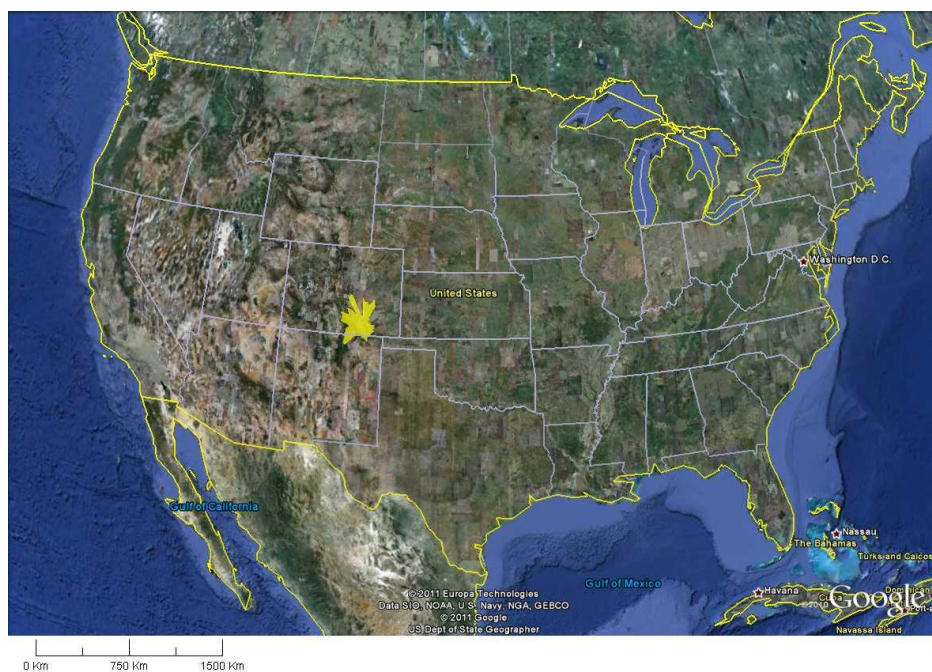 Washington D.C.
United States
Gulf of California
Nassau
The Bahamas
Turks and Caicos
Gulf of Mexico
Havana
Cuba
© 2011 Europa Technologies
Data SIO, NOAA, U.S. Navy, NGA, GEBCO
© 2011 Google
US Dept of State Geographer
Google
Navassa Island
0 Km 750 Km 1500 Km